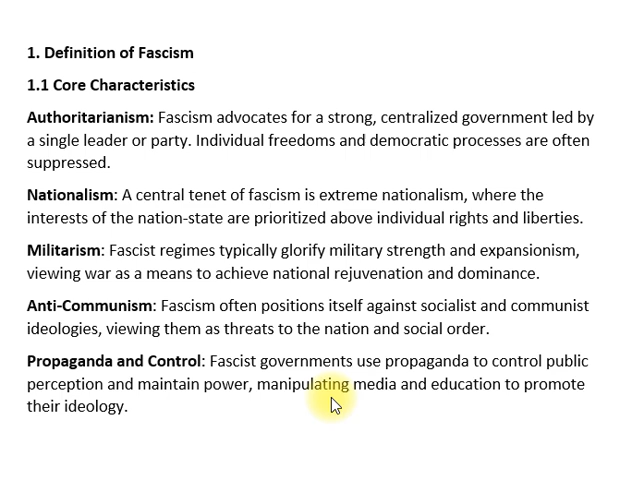 1. Definition of Fascism
1.1 Core Characteristics
Authoritarianism: Fascism advocates for a strong, centralized government led by
a single leader or party. Individual freedoms and democratic processes are often
suppressed.
Nationalism: A central tenet of fascism is extreme nationalism, where the
interests of the nation-state are prioritized above individual rights and liberties.
Militarism: Fascist regimes typically glorify military strength and expansionism,
viewing war as a means to achieve national rejuvenation and dominance.
Anti-Communism: Fascism often positions itself against socialist and communist
ideologies, viewing them as threats to the nation and social order.
Propaganda and Control: Fascist governments use propaganda to control public
perception and maintain power, manipulating media and education to promote
their ideology.